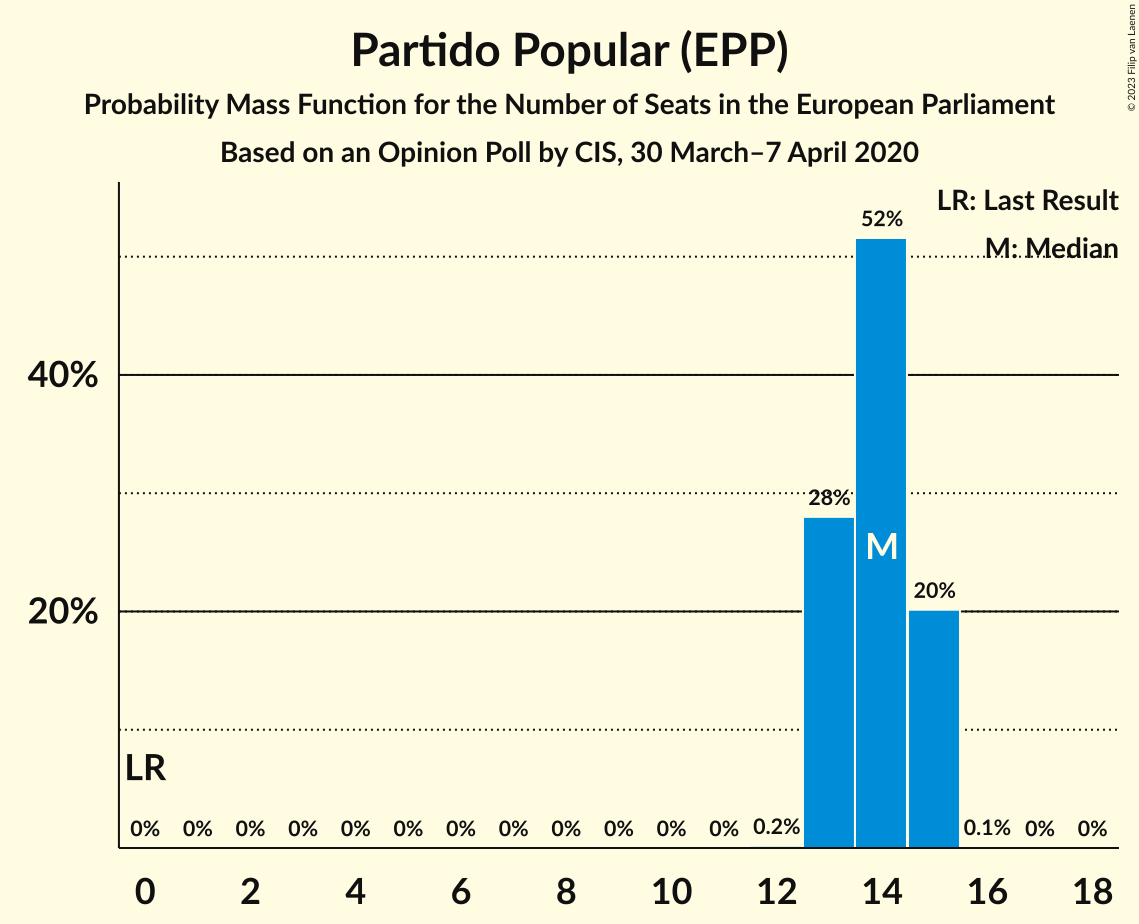 Partido Popular (EPP)
Probability Mass Function for the Number of Seats in the European Parliament
Based on an Opinion Poll by CIS, 30 March–7 April 2020
© 2023 Filip van Laenen
LR: Last Result
M: Median
52%
40%
28%
M
20%
20%
LR
0% 0% 0% 0% 0% 0% 0% 0% 0% 0% 0% 0% 0.2% 0.1% 0% 0%
0 2 4 6 8 10 12 14 16 18